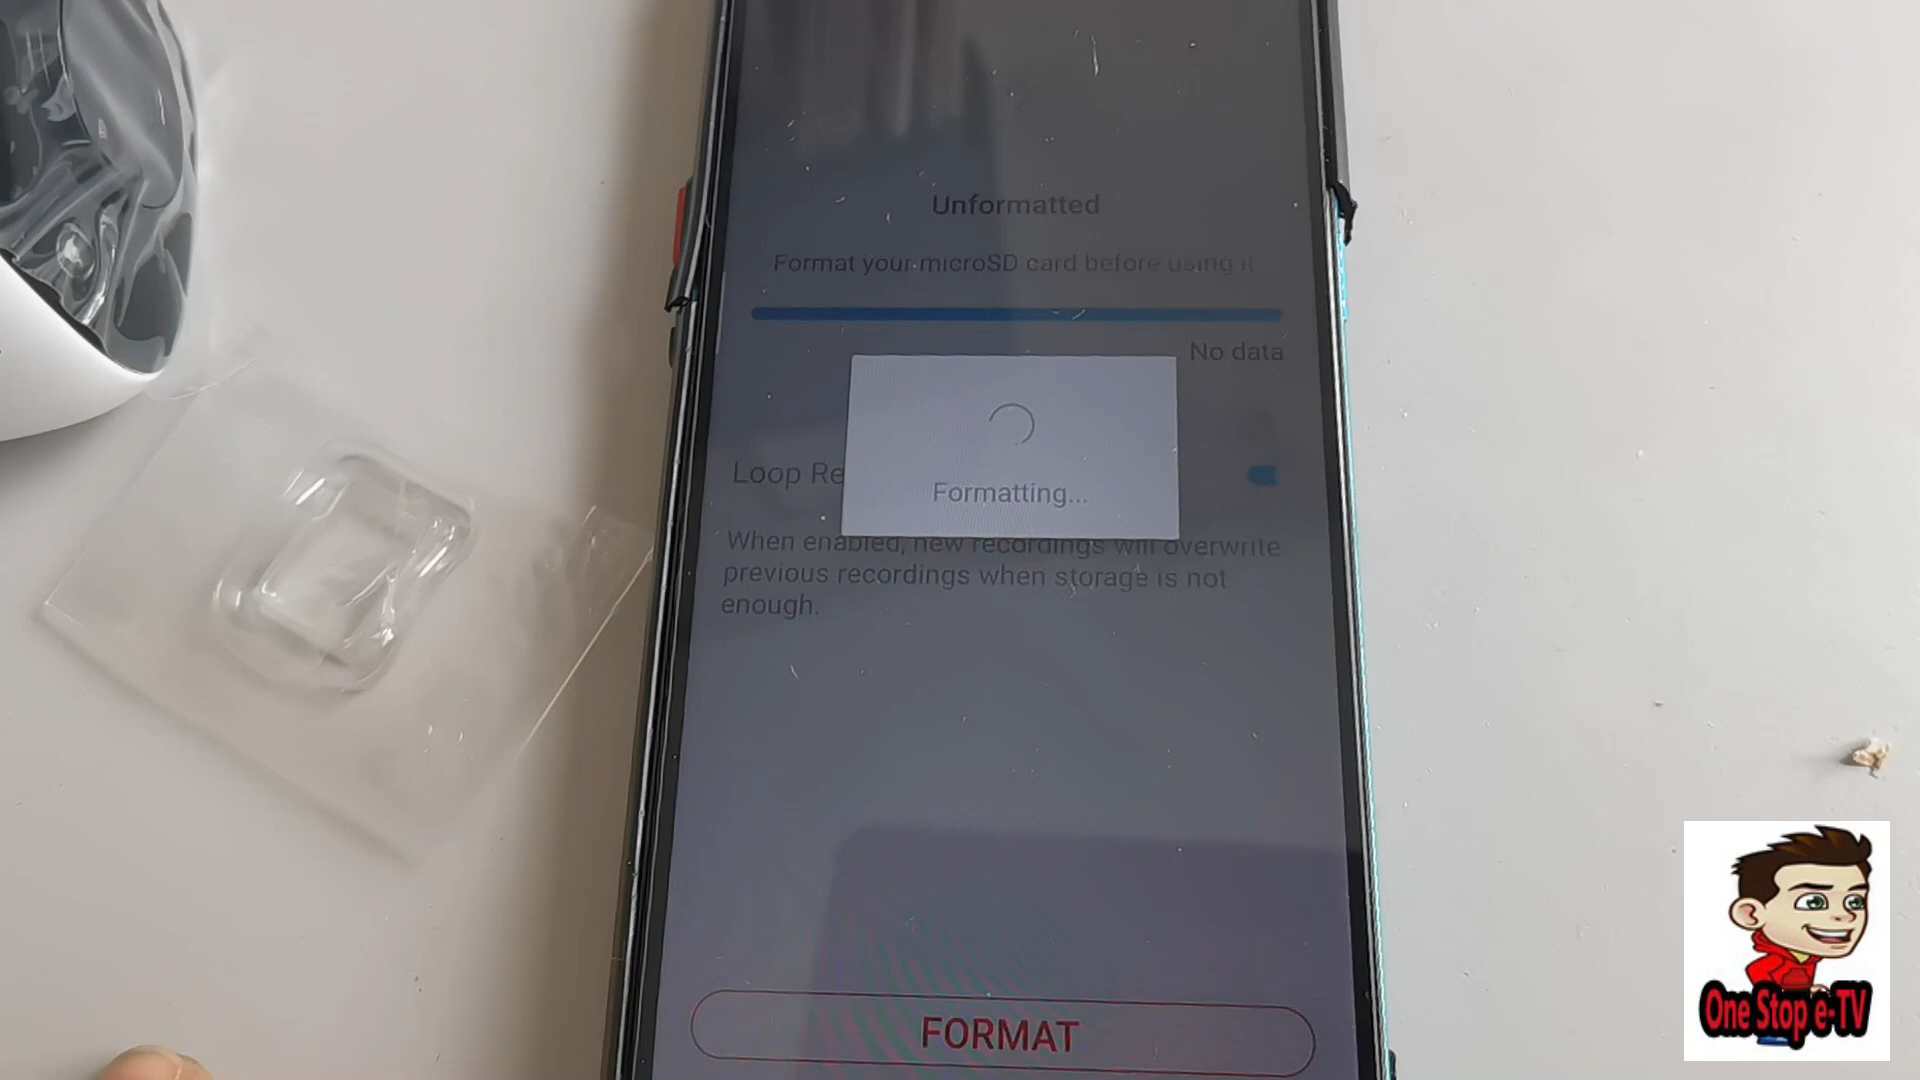 Unformatted
Format your microSD card before using it
No data
Loop Re
Formatting...
When enabled, new recordings will overwrite
previous recordings when storage is not
enough.
FORMAT
One Stop e-TV